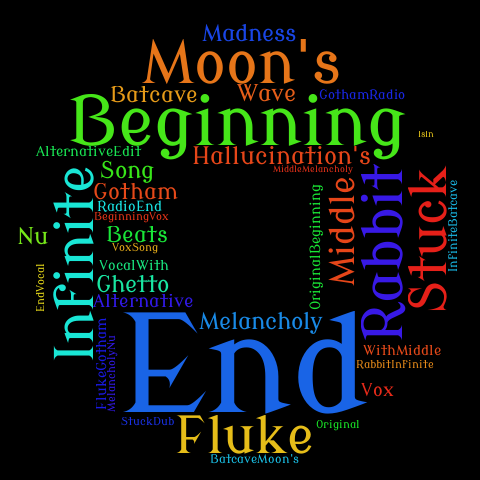 Madness
Moon's
Batcave Wave GothamRadio
Beginning
IsIn
AlternativeEdit Hallucination's
Song MiddleMelancholy
Infinite Gotham Middle Rabbit Stuck
RadioEnd OriginalBeginning InfiniteBatcave
BeginningVox
Nu Beats
VoxSong
EndVocal VocalWith
Ghetto
Alternative
End
FlukeGotham MelancholyNu Melancholy
WithMiddle
RabbitInfinite
Vox
StuckDub Fluke Original
BatcaveMoon's